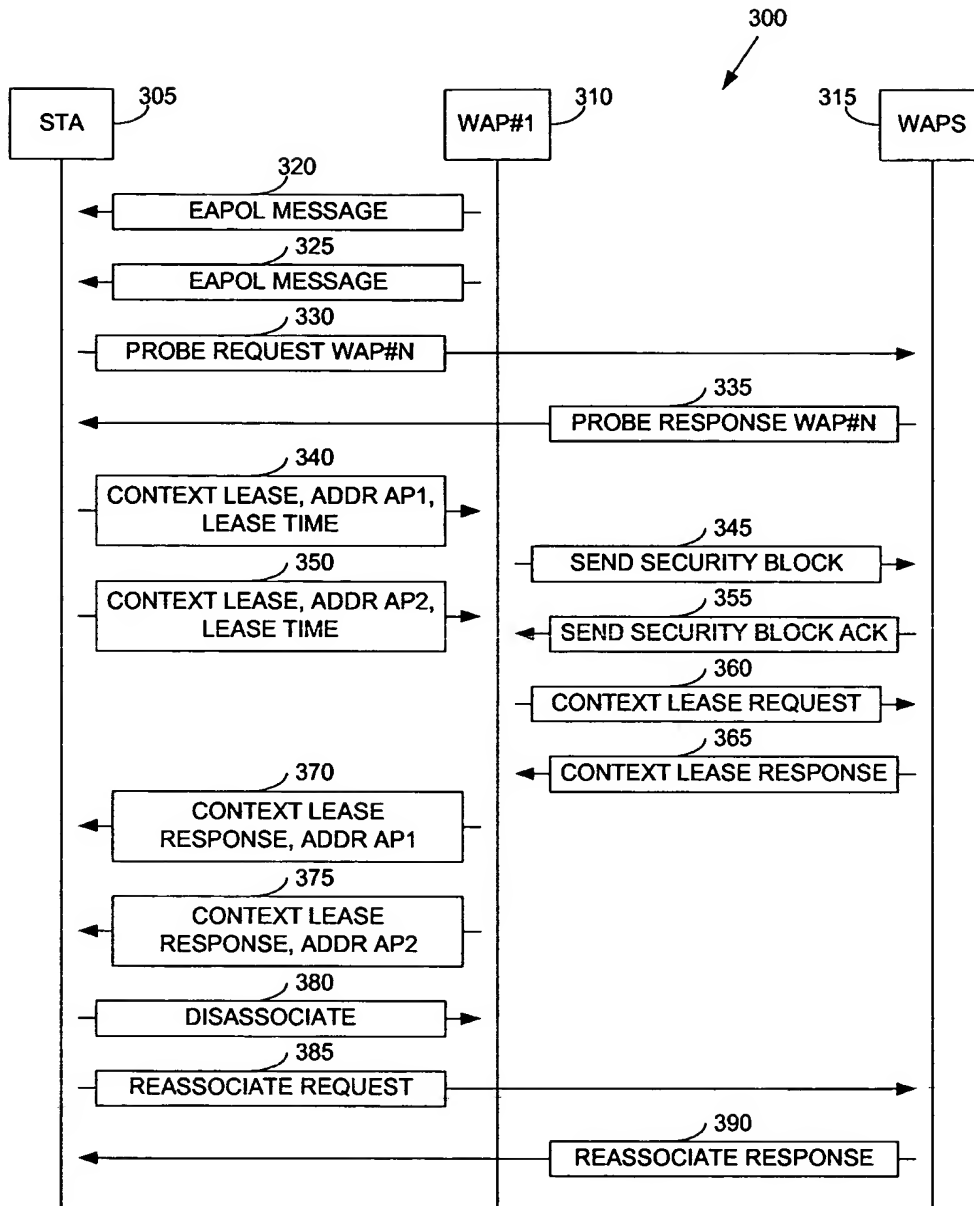 300
STA
305
WAP#1
310
315
WAPS
320
EAPOL MESSAGE
325
EAPOL MESSAGE
330
PROBE REQUEST WAP#N
335
PROBE RESPONSE WAP#N
340
CONTEXT LEASE, ADDR AP1,
LEASE TIME
345
SEND SECURITY BLOCK
350
CONTEXT LEASE, ADDR AP2,
LEASE TIME
355
SEND SECURITY BLOCK ACK
360
CONTEXT LEASE REQUEST
365
CONTEXT LEASE RESPONSE
370
CONTEXT LEASE
RESPONSE, ADDR AP1
375
CONTEXT LEASE
RESPONSE, ADDR AP2
380
DISASSOCIATE
385
REASSOCIATE REQUEST
390
REASSOCIATE RESPONSE